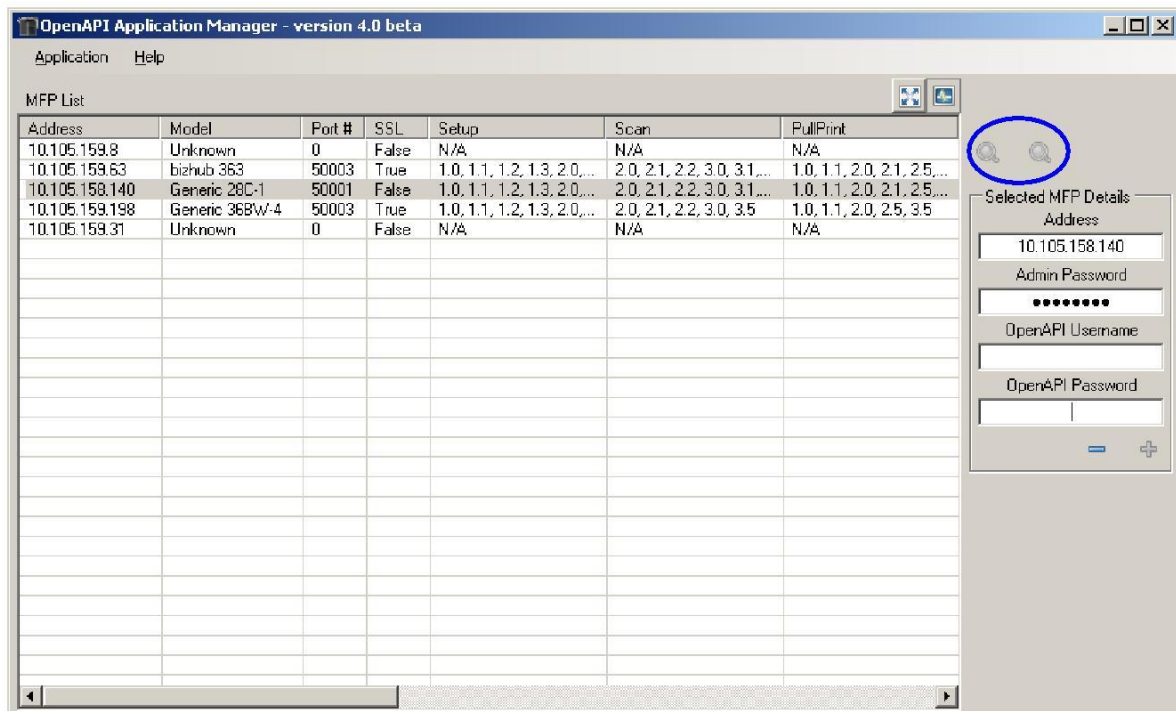 OpenAPI Application Manager - version 4.0 beta
Application Help
MFP List
Address Model Port # SSL Setup Scan PullPrint
10.105.159.8 Unknown 0 False N/A N/A N/A
10.105.159.63 bizhub 363 50003 True 1.0, 1.1, 1.2, 1.3, 2.0,... 2.0, 2.1, 2.2, 3.0, 3.1,... 1.0, 1.1, 2.0, 2.1, 2.5,...
10.105.158.140 Generic 28C-1 50001 False 1.0, 1.1, 1.2, 1.3, 2.0,... 2.0, 2.1, 2.2, 3.0, 3.1,... 1.0, 1.1, 2.0, 2.1, 2.5,...
10.105.159.198 Generic 36BW-4 50003 True 1.0, 1.1, 1.2, 1.3, 2.0,... 2.0, 2.1, 2.2, 3.0, 3.5 1.0, 1.1, 2.0, 2.5, 3.5
10.105.159.31 Unknown 0 False N/A N/A N/A
Selected MFP Details
Address
10.105.158.140
Admin Password
●●●●●●●●
OpenAPI Username
OpenAPI Password